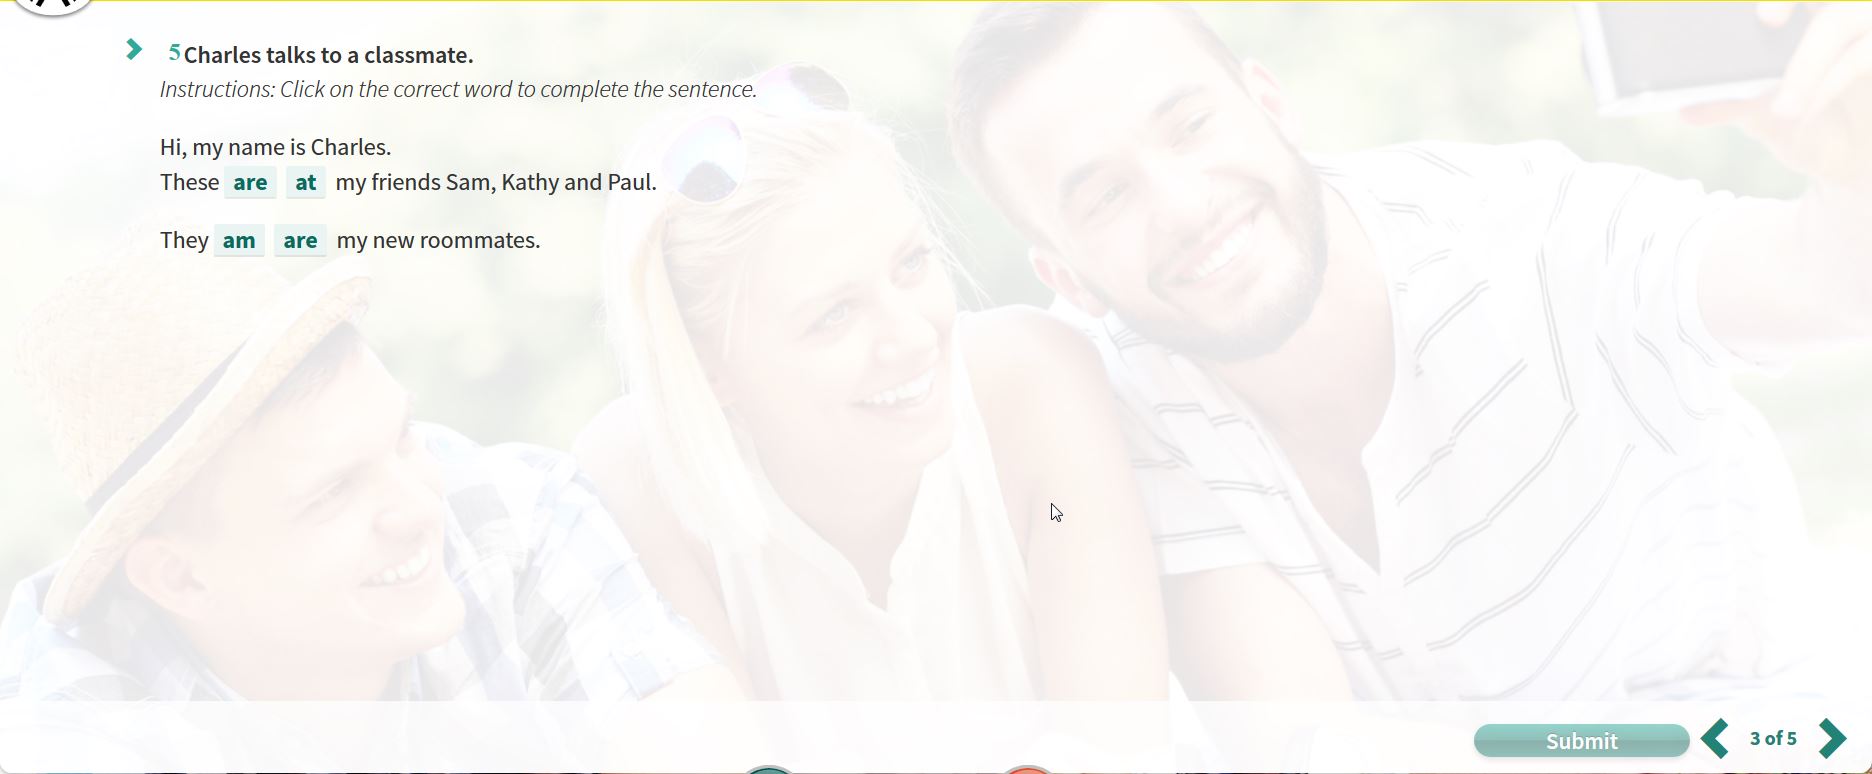 5 Charles talks to a classmate.
Instructions: Click on the correct word to complete the sentence.
Hi, my name is Charles.
These are at my friends Sam, Kathy and Paul.
They am are my new roommates.
Submit 3 of 5